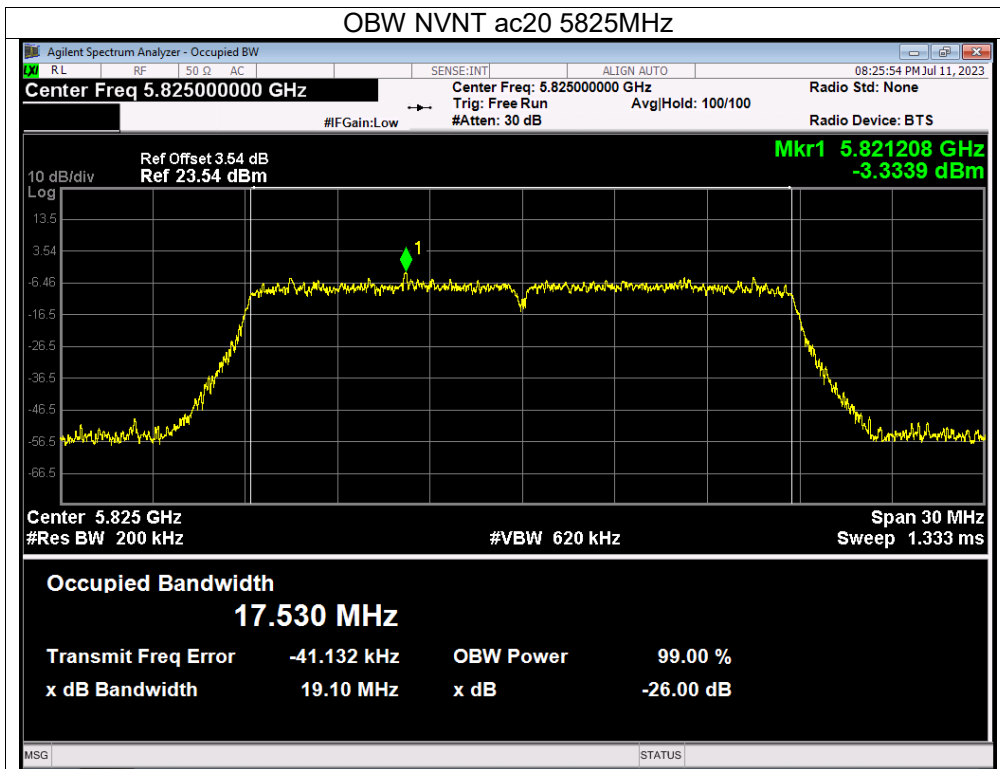 OBW NVNT ac20 5825MHz
Agilent Spectrum Analyzer - Occupied BW
LXI RL RF 50 Ω AC SENSE:INT ALIGN AUTO 08:25:54 PM Jul 11, 2023
Center Freq 5.825000000 GHz Center Freq: 5.825000000 GHz Radio Std: None
Trig: Free Run Avg|Hold: 100/100
#IFGain:Low #Atten: 30 dB Radio Device: BTS
Mkr1 5.821208 GHz
-3.3339 dBm
Ref Offset 3.54 dB
10 dB/div Ref 23.54 dBm
Log
13.5
1
3.54
-6.46
-16.5
-26.5
-36.5
-46.5
-56.5
-66.5
Center 5.825 GHz Span 30 MHz
#Res BW 200 kHz #VBW 620 kHz Sweep 1.333 ms
Occupied Bandwidth
17.530 MHz
Transmit Freq Error -41.132 kHz OBW Power 99.00 %
x dB Bandwidth 19.10 MHz x dB -26.00 dB
MSG STATUS